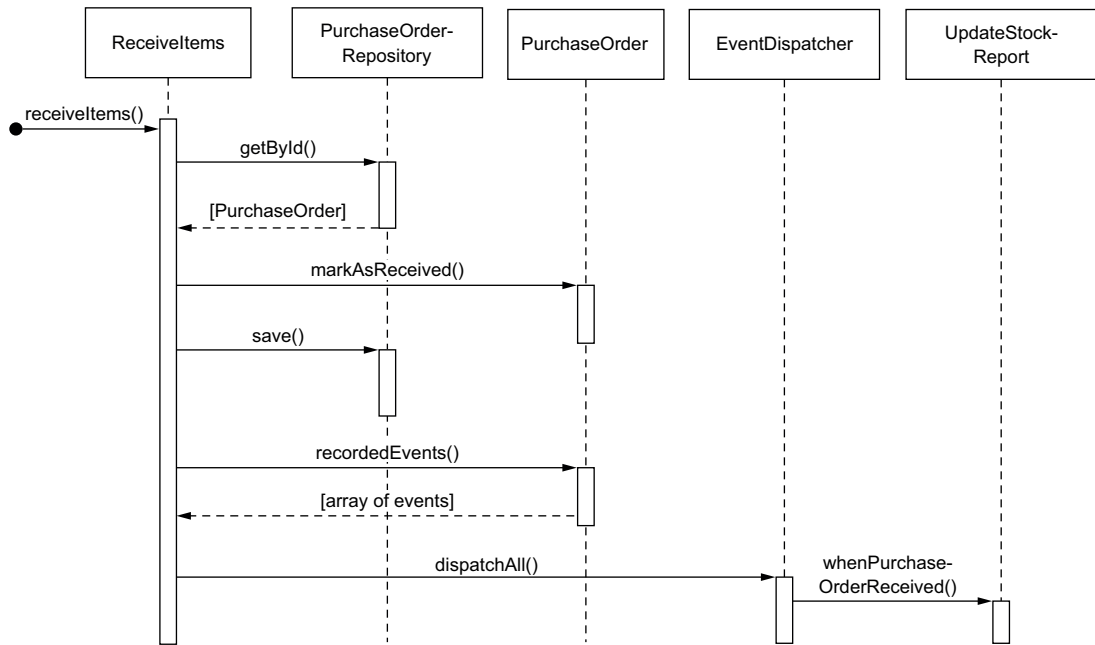 ReceiveItems
PurchaseOrder-
Repository
PurchaseOrder
EventDispatcher
UpdateStock-
Report
receiveItems()
getById()
[PurchaseOrder]
markAsReceived()
save()
recordedEvents()
[array of events]
dispatchAll()
whenPurchase-
OrderReceived()